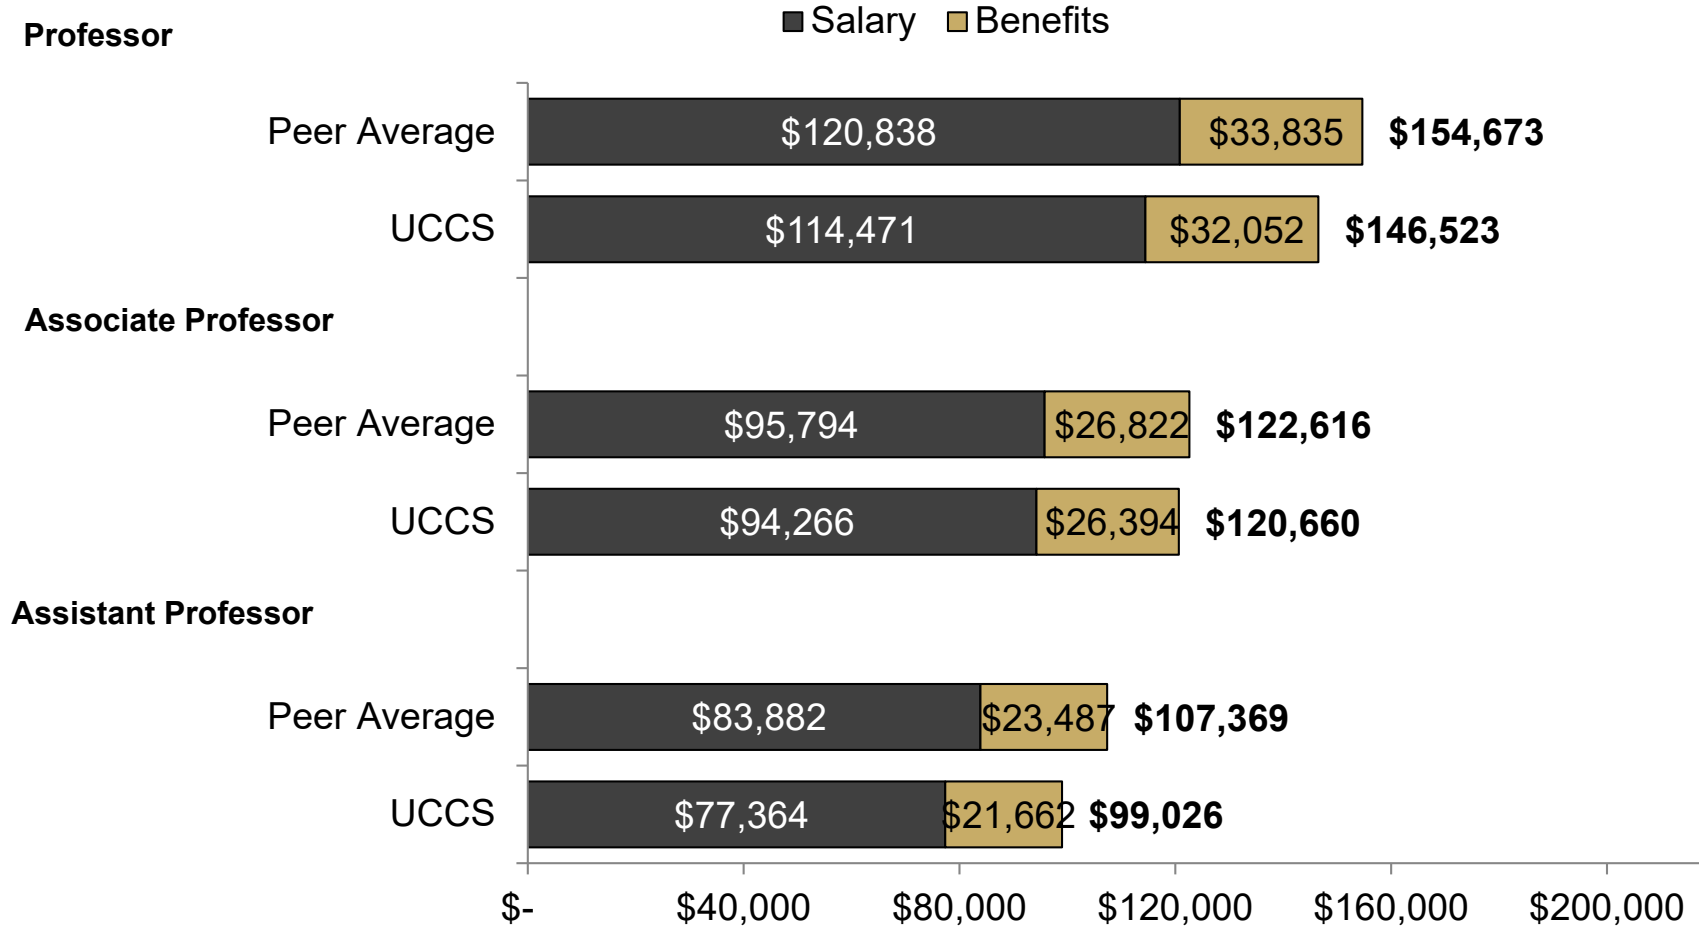 Salary Benefits
Professor
Peer Average $120,838 $33,835 $154,673
UCCS $114,471 $32,052 $146,523
Associate Professor
Peer Average $95,794 $26,822 $122,616
UCCS $94,266 $26,394 $120,660
Assistant Professor
Peer Average $83,882 $23,487 $107,369
UCCS $77,364 $21,662 $99,026
$- $40,000 $80,000 $120,000 $160,000 $200,000